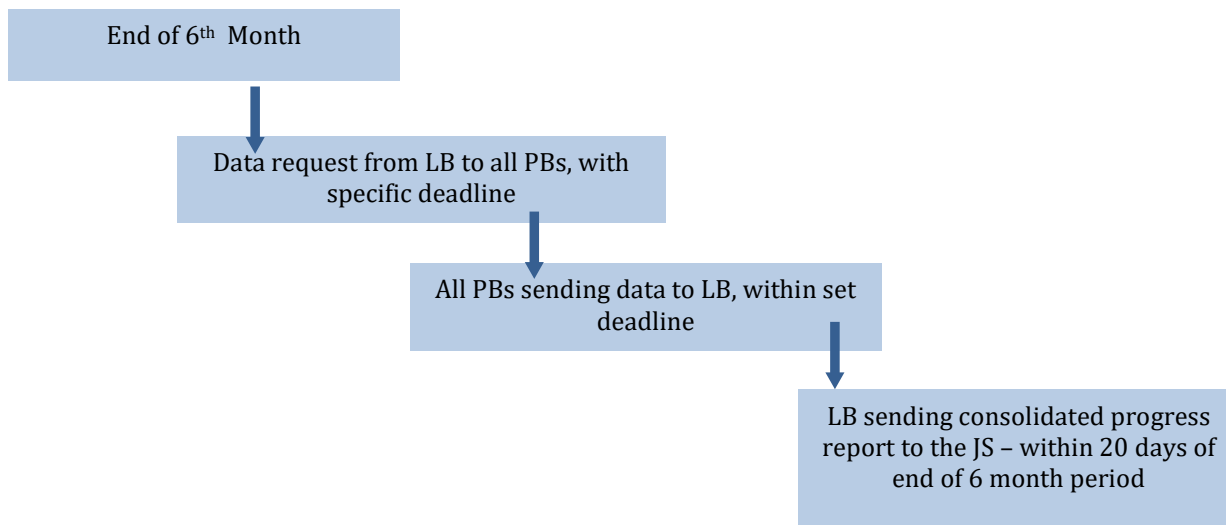 End of 6th Month
Data request from LB to all PBs, with
specific deadline
All PBs sending data to LB, within set
deadline
LB sending consolidated progress
report to the JS – within 20 days of
end of 6 month period